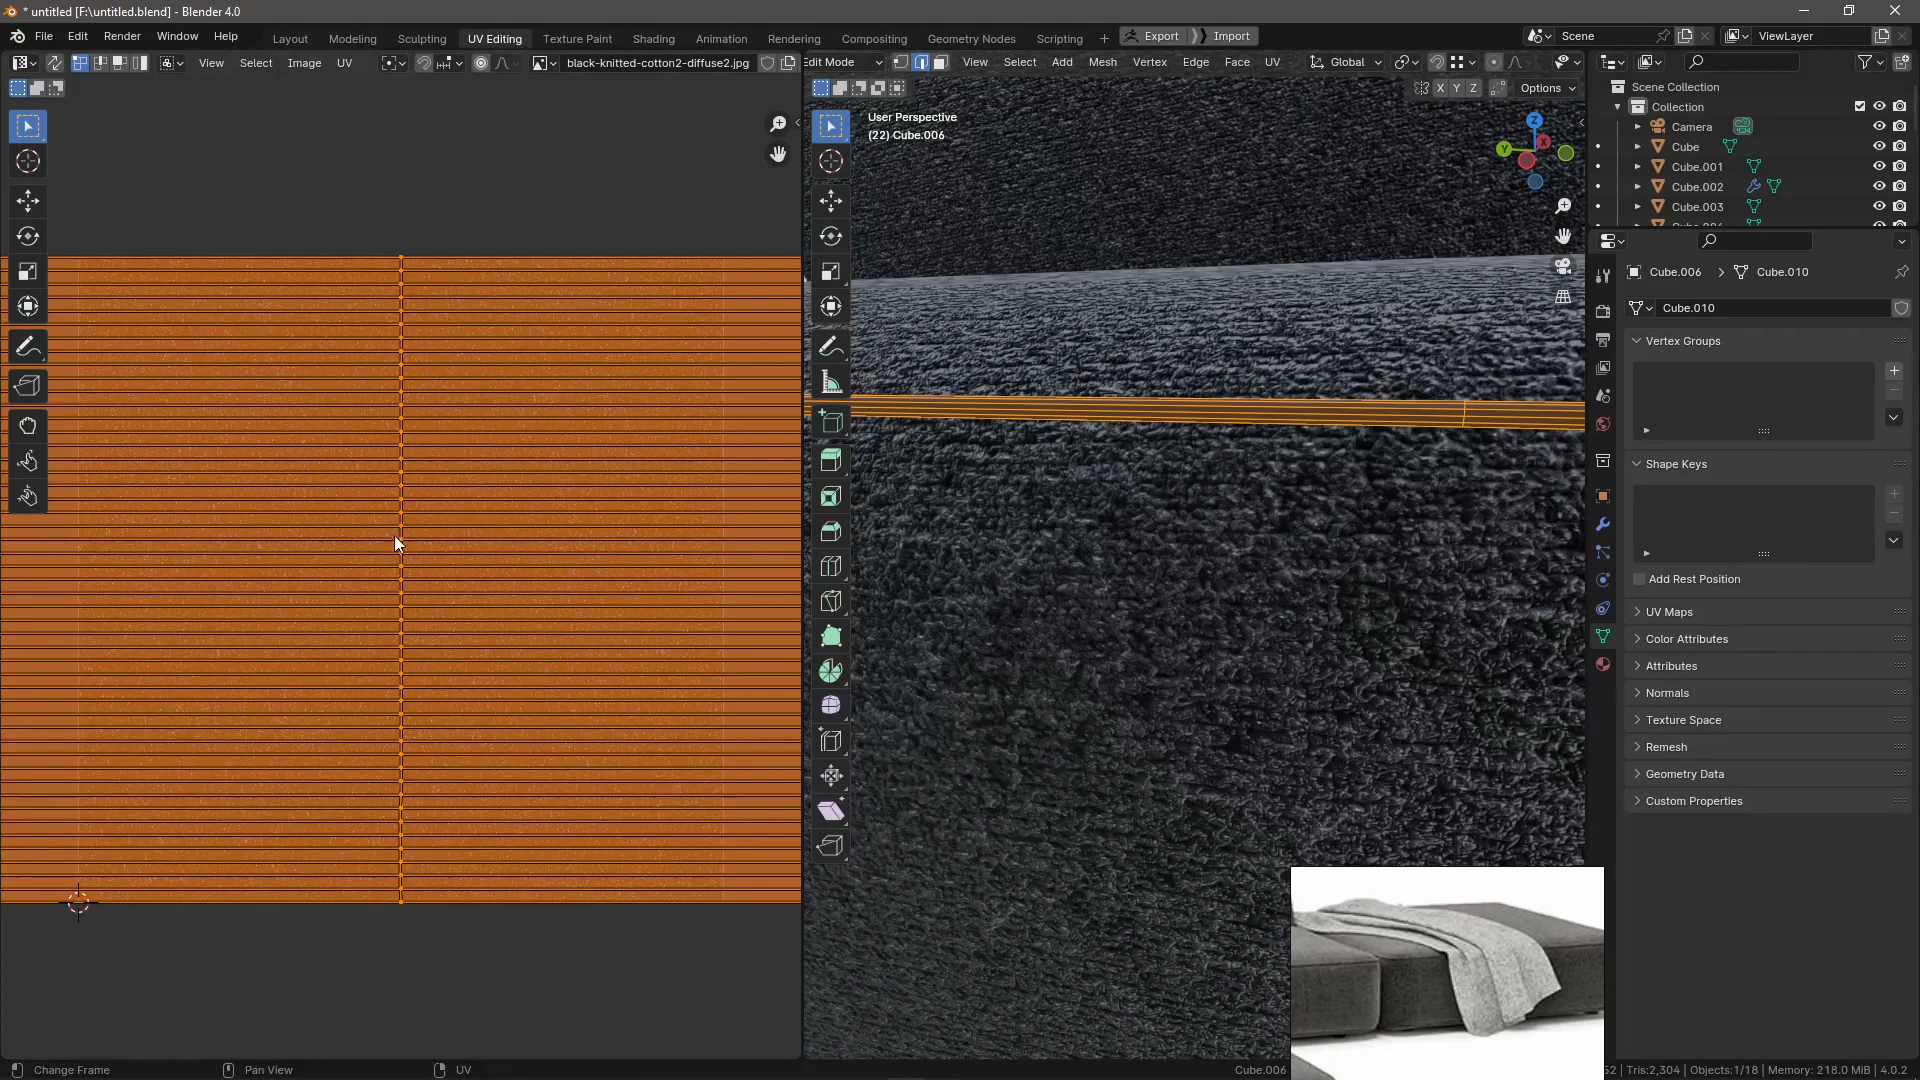 * untitled [F:\untitled.blend] - Blender 4.0
File Edit Render Window Help Layout Modeling Sculpting UV Editing Texture Paint Shading Animation Rendering Compositing Geometry Nodes Scripting + Export Import Scene ViewLayer
View Select Image UV black-knitted-cotton2-diffuse2.jpg dit Mode View Select Add Mesh Vertex Edge Face UV Global
X Y Z Options
User Perspective
(22) Cube.006
Z
Y
X
Scene Collection
Collection
Camera
Cube
Cube.001
Cube.002
Cube.003
Cube.006 Cube.010
Cube.010
Vertex Groups
Shape Keys
Add Rest Position
UV Maps
Color Attributes
Attributes
Normals
Texture Space
Remesh
Geometry Data
Custom Properties
Change Frame Pan View UV Cube.006 52 | Tris:2,304 | Objects:1/18 | Memory: 218.0 MiB | 4.0.2